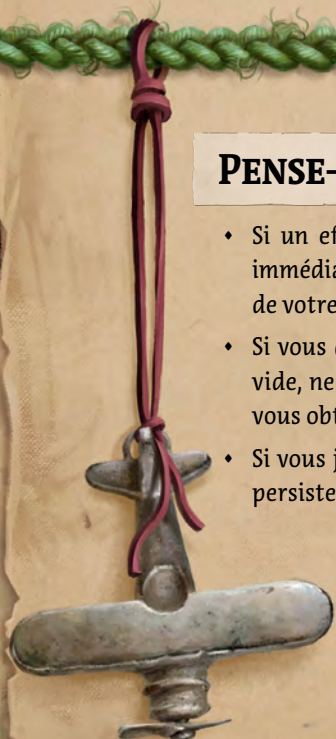 PENSE-
• Si un ef
immédia
de votre
• Si vous
vide, ne
vous obt
• Si vous j
persiste